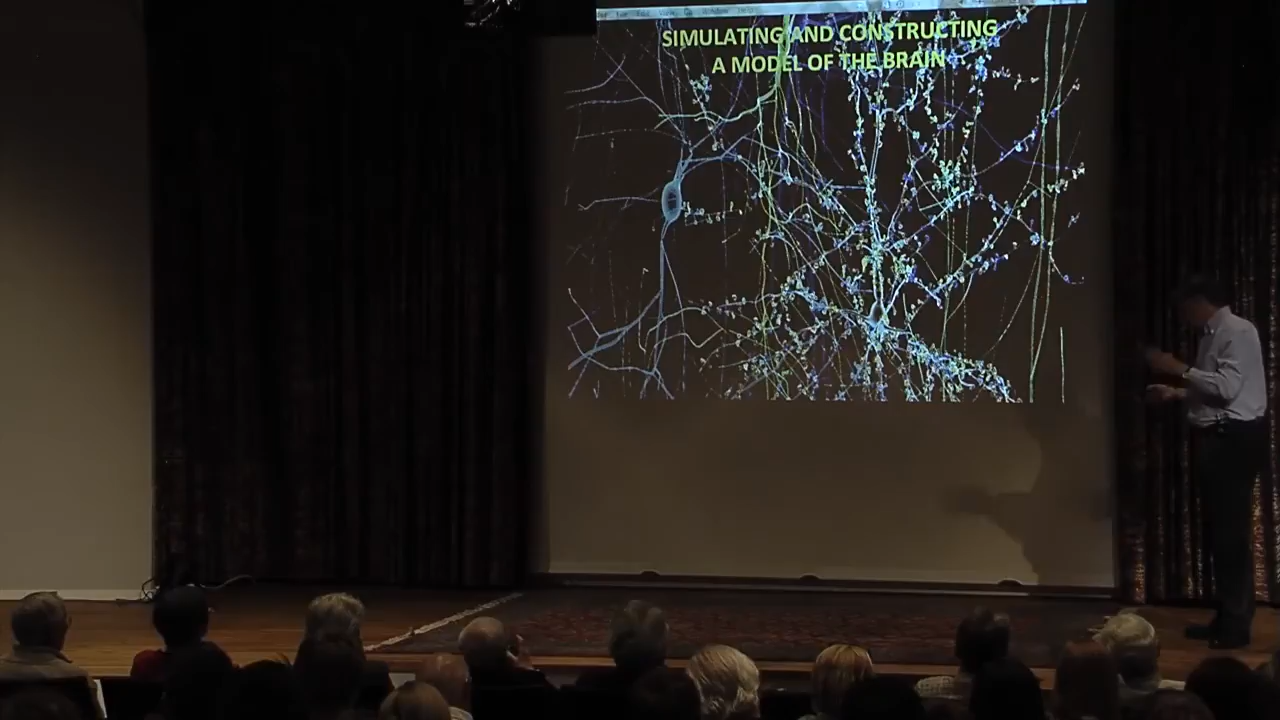 SIMULATING AND CONSTRUCTING
A MODEL OF THE BRAIN